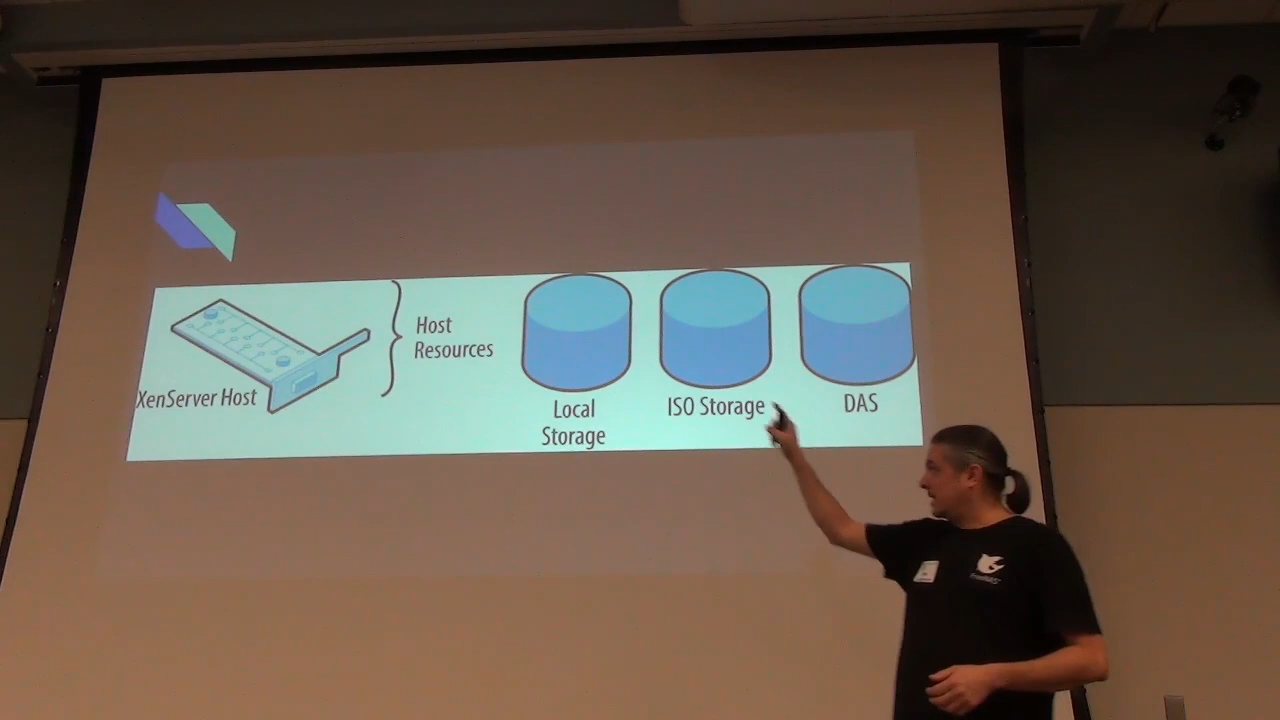 XenServer Host
Host
Resources
Local
Storage
ISO Storage
DAS